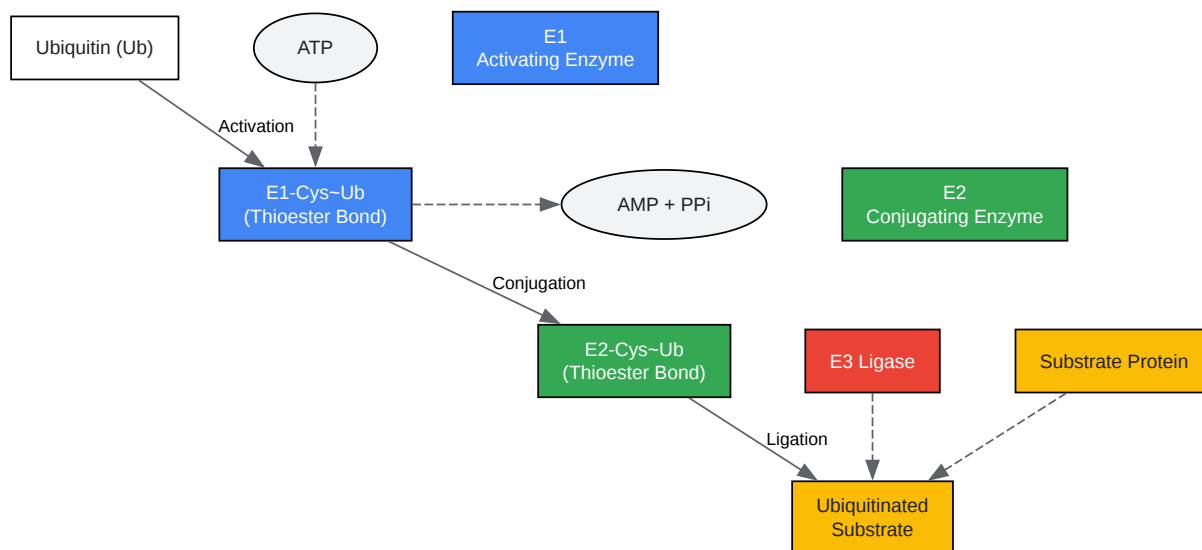 Ubiquitin (Ub)
ATP
E1
Activating Enzyme
Activation
E1-Cys~Ub
(Thioester Bond)
AMP + PPi
E2
Conjugating Enzyme
Conjugation
E2-Cys~Ub
(Thioester Bond)
E3 Ligase
Substrate Protein
Ligation
Ubiquitinated
Substrate